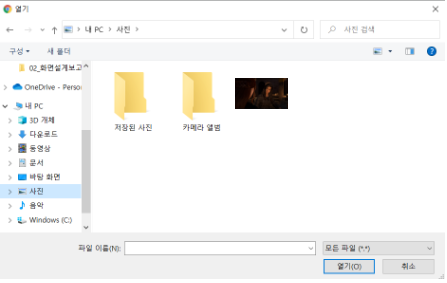 열기
내 PC > 사진 >
사진 검색
구성
새 폴더
02_화면설계보고
OneDrive - Perso
내 PC
3D 개체
다운로드
동영상
문서
바탕 화면
사진
음악
Windows (C:)
저장된 사진
카메라 앨범
파일 이름(N):
모든 파일 (*.*)
열기(O)
취소